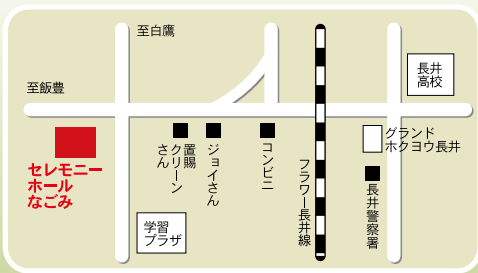 至白鷹
至飯豊
長井
高校
グランド
ホクヨウ長井
セレモニー
ホール
なごみ
置賜
クリーン
さん
ジョイさん
コンビニ
フラワー長井線
長井警察署
学習
プラザ